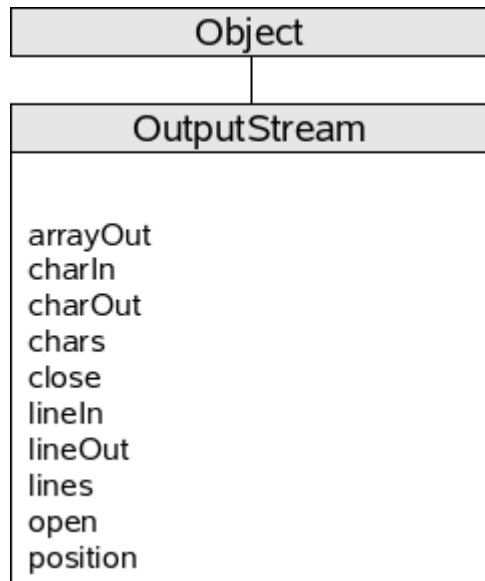 Object
OutputStream
arrayOut
charIn
charOut
chars
close
lineIn
lineOut
lines
open
position